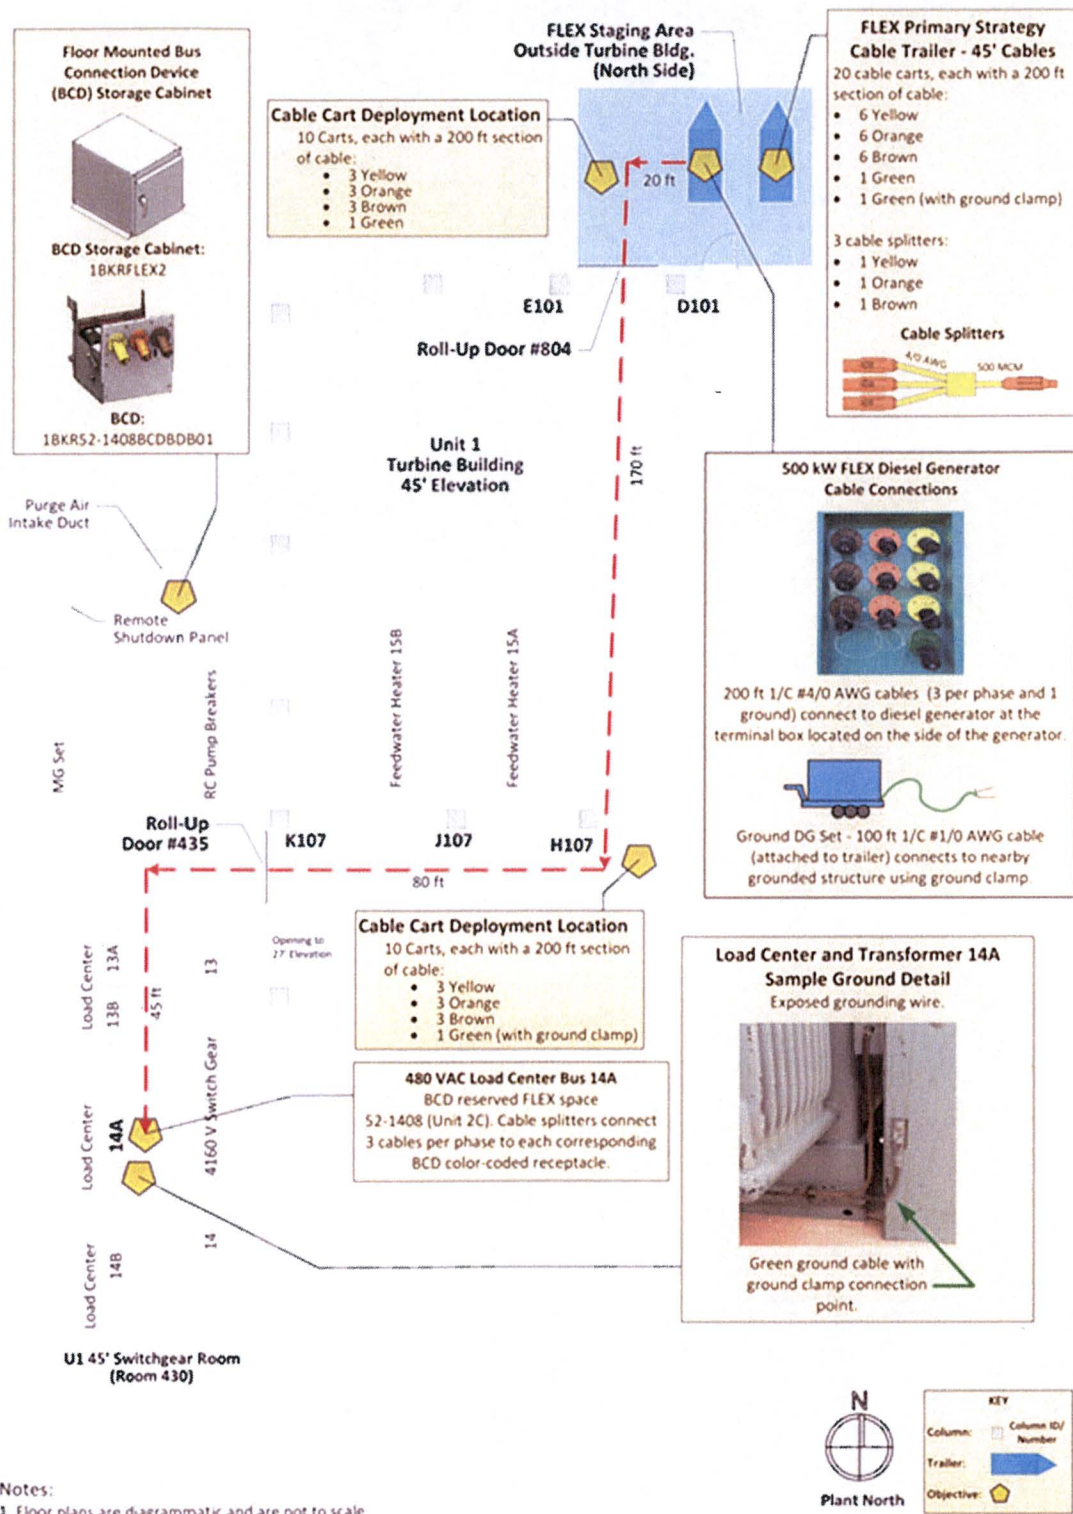 Floor Mounted Bus
Connection Device
(BCD) Storage Cabinet
BCD Storage Cabinet:
1BKRFLEX2
BCD:
1BKR52-1408BCDBDB01
FLEX Staging Area
Outside Turbine Bldg.
(North Side)
Cable Cart Deployment Location
10 Carts, each with a 200 ft section
of cable:
• 3 Yellow
• 3 Orange
• 3 Brown
• 1 Green
20 ft
FLEX Primary Strategy
Cable Trailer - 45' Cables
20 cable carts, each with a 200 ft
section of cable:
• 6 Yellow
• 6 Orange
• 6 Brown
• 1 Green
• 1 Green (with ground clamp)
3 cable splitters:
• 1 Yellow
• 1 Orange
• 1 Brown
Cable Splitters
4/0 AWG
500 MCM
E101
D101
Roll-Up Door #804
Unit 1
Turbine Building
45' Elevation
170 ft
500 kW FLEX Diesel Generator
Cable Connections
200 ft 1/C #4/0 AWG cables (3 per phase and 1
ground) connect to diesel generator at the
terminal box located on the side of the generator.
Ground DG Set - 100 ft 1/C #1/0 AWG cable
(attached to trailer) connects to nearby
grounded structure using ground clamp.
Purge Air
Intake Duct
Remote
Shutdown Panel
MG Set
RC Pump Breakers
Feedwater Heater 15B
Feedwater Heater 15A
Roll-Up
Door #435
K107
J107
H107
80 ft
Opening to
27' Elevation
Cable Cart Deployment Location
10 Carts, each with a 200 ft section
of cable:
• 3 Yellow
• 3 Orange
• 3 Brown
• 1 Green (with ground clamp)
Load Center
13B 13A
45 ft
13
4160 V Switch Gear
14
Load Center
14A
Load Center
14B
480 VAC Load Center Bus 14A
BCD reserved FLEX space
52-1408 (Unit 2C). Cable splitters connect
3 cables per phase to each corresponding
BCD color-coded receptacle.
Load Center and Transformer 14A
Sample Ground Detail
Exposed grounding wire.
Green ground cable with
ground clamp connection
point.
U1 45' Switchgear Room
(Room 430)
N
Plant North
KEY
Column:
Column ID/
Number
Trailer:
Objective:
Notes:
1. Floor plans are diagrammatic and are not to scale